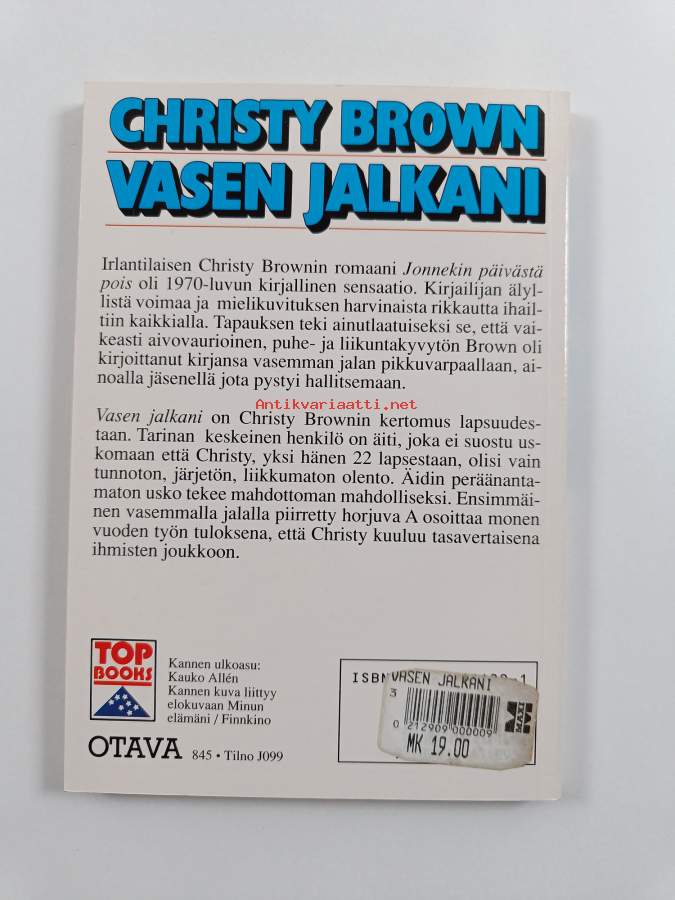 CHRISTY BROWN
VASEN JALKANI
Irlantilaisen Christy Brownin romaani Jonnekin päivästä
pois oli 1970-luvun kirjallinen sensaatio. Kirjailijan älyl-
listä voimaa ja mielikuvituksen harvinaista rikkautta ihail-
tiin kaikkialla. Tapauksen teki ainutlaatuiseksi se, että vai-
keasti aivovaurioinen, puhe- ja liikuntakyvytön Brown oli
kirjoittanut kirjansa vasemman jalan pikkuvarpaallaan, ai-
noalla jäsenellä jota pystyi hallitsemaan.
Antikvariaatti.net
Vasen jalkani on Christy Brownin kertomus lapsuudes-
taan. Tarinan keskeinen henkilö on äiti, joka ei suostu us-
komaan että Christy, yksi hänen 22 lapsestaan, olisi vain
tunnoton, järjetön, liikkumaton olento. Äidin peräänanta-
maton usko tekee mahdottoman mahdolliseksi. Ensimmäi-
nen vasemmalla jalalla piirretty horjuva A osoittaa monen
vuoden työn tuloksena, että Christy kuuluu tasavertaisena
ihmisten joukkoon.
TOP
BOOKS
Kannen ulkoasu:
Kauko Allén
Kannen kuva liittyy
elokuvaan Minun
elämäni / Finnkino
OTAVA 845 • Tilno J099
ISBN
VASEN JALKANI
3
0 212909 000009
MK 19.00
MAXI